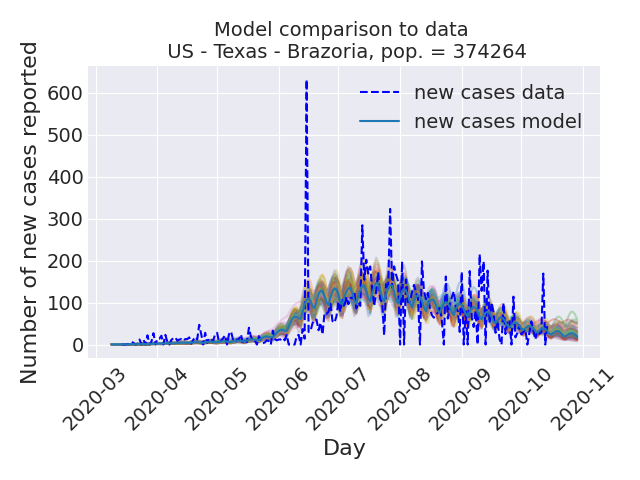 Model comparison to data
US - Texas - Brazoria, pop. = 374264
Number of new cases reported
600
500
400
300
200
100
0
new cases data
new cases model
2020-03
2020-04
2020-05
2020-06
2020-07
2020-08
2020-09
2020-10
2020-11
Day